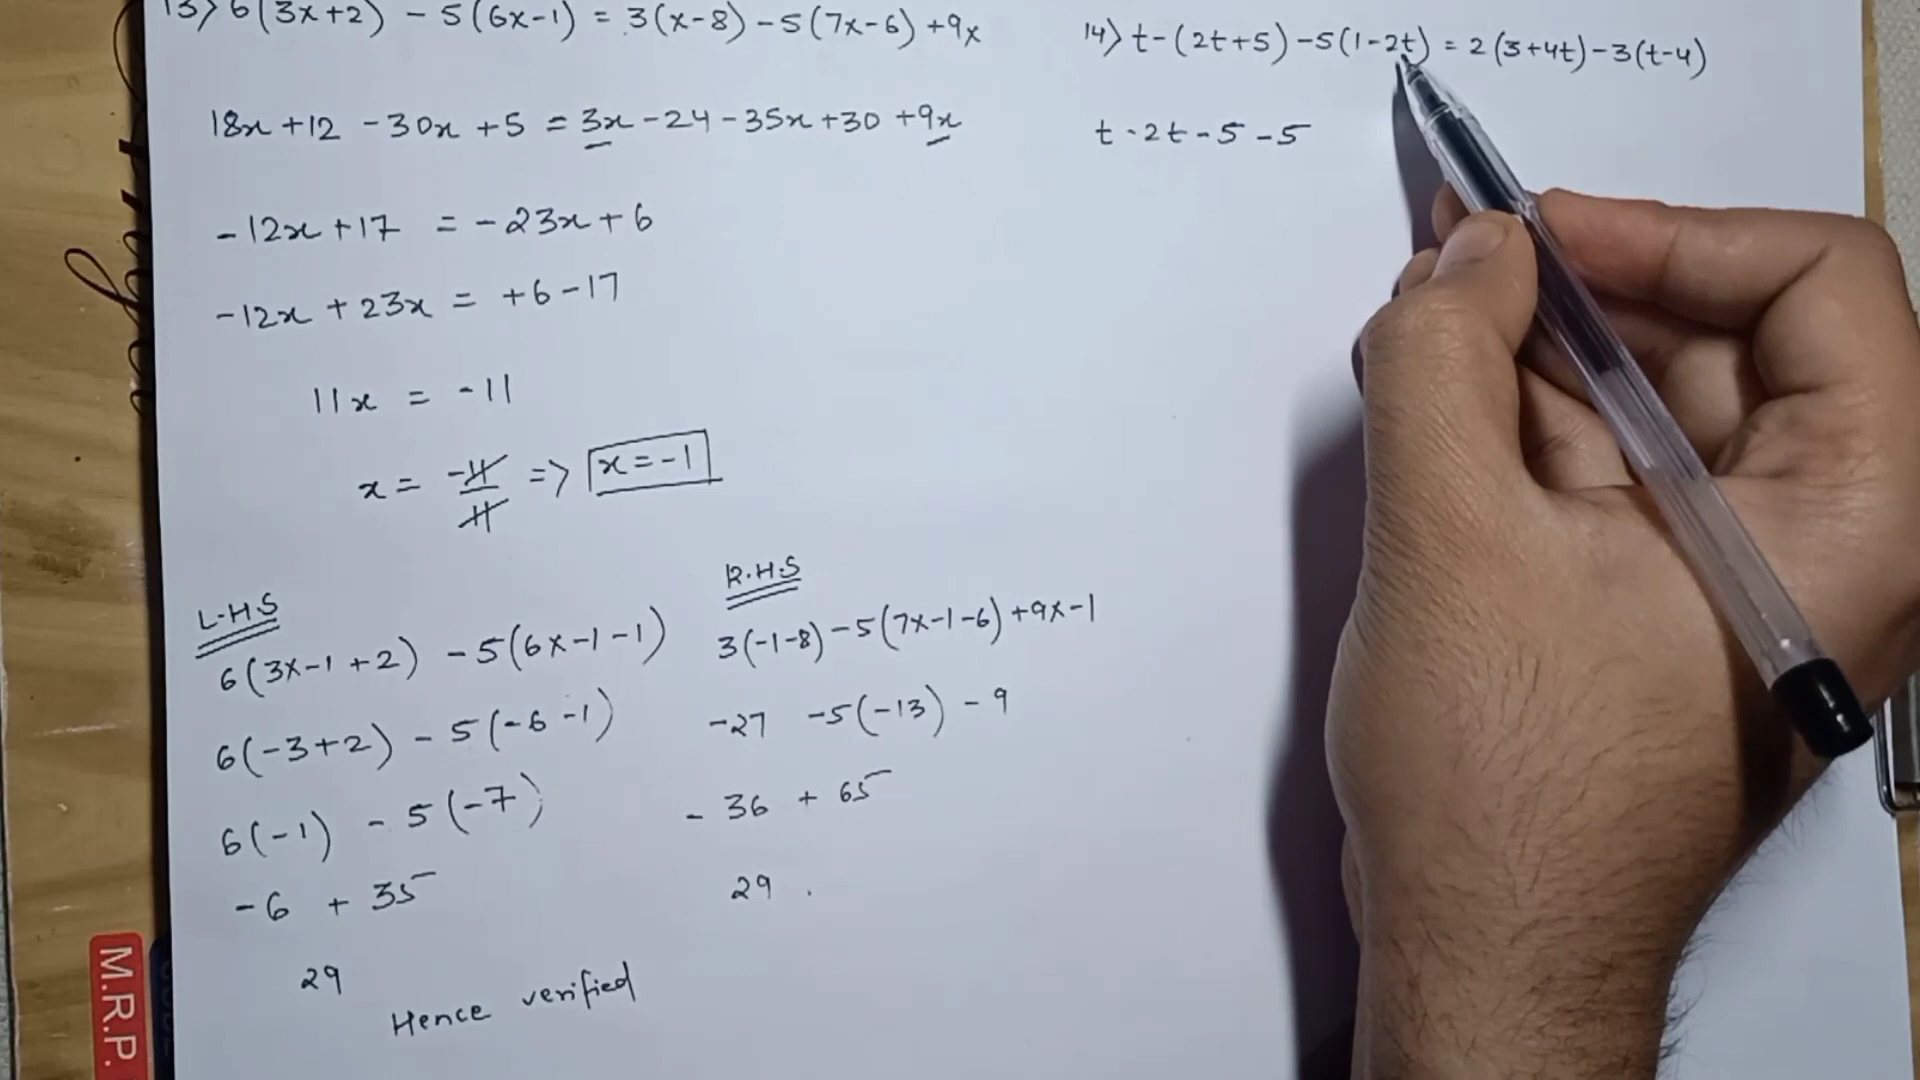 13) 6(3x+2) - 5(6x-1) = 3(x-8) - 5(7x-6) + 9x
18x + 12 - 30x + 5 = 3x - 24 - 35x + 30 + 9x
-12x + 17 = -23x + 6
-12x + 23x = +6 - 17
11x = -11
x = -11/11 => x = -1
L.H.S
6(3x-1+2) - 5(6x-1-1)
6(-3+2) - 5(-6-1)
6(-1) - 5(-7)
-6 + 35
29
Hence verified
R.H.S
3(-1-8) - 5(7x-1-6) + 9x-1
-27 -5(-13) - 9
- 36 + 65
29 .
14) t - (2t+5) - 5(1-2t) = 2(3+4t) - 3(t-4)
t - 2t - 5 - 5
M.R.P.